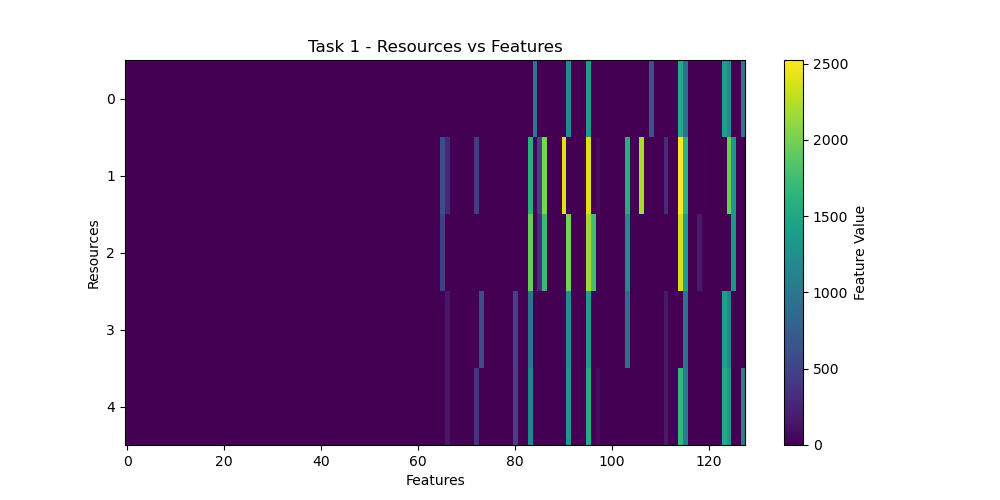 Task 1 - Resources vs Features
Resources
0
1
2
3
4
0 20 40 60 80 100 120
Features
2500
2000
1500
1000
500
0
Feature Value